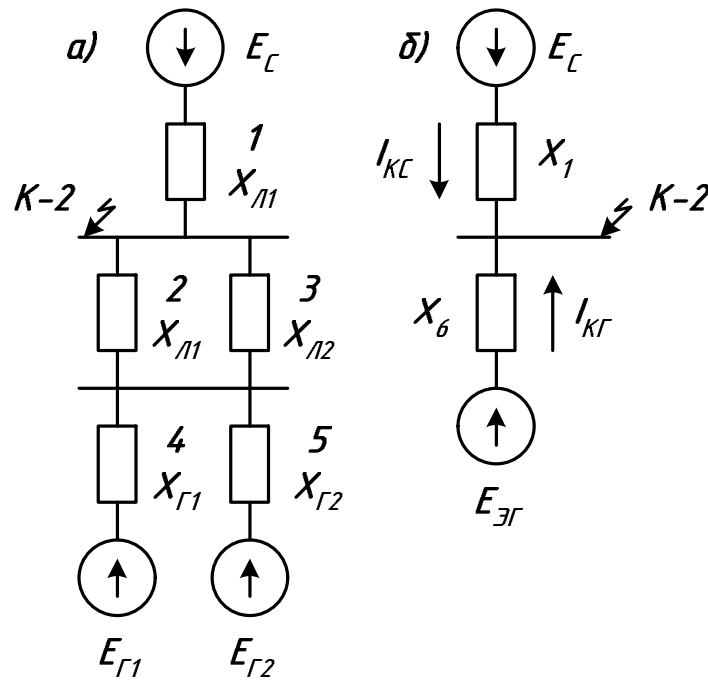 а) E_С
1
X_Л1
К-2
2 3
X_Л1 X_Л2
4 5
X_Г1 X_Г2
E_Г1 E_Г2
б) E_С
I_КС X_1
К-2
X_6 I_КГ
E_ЭГ